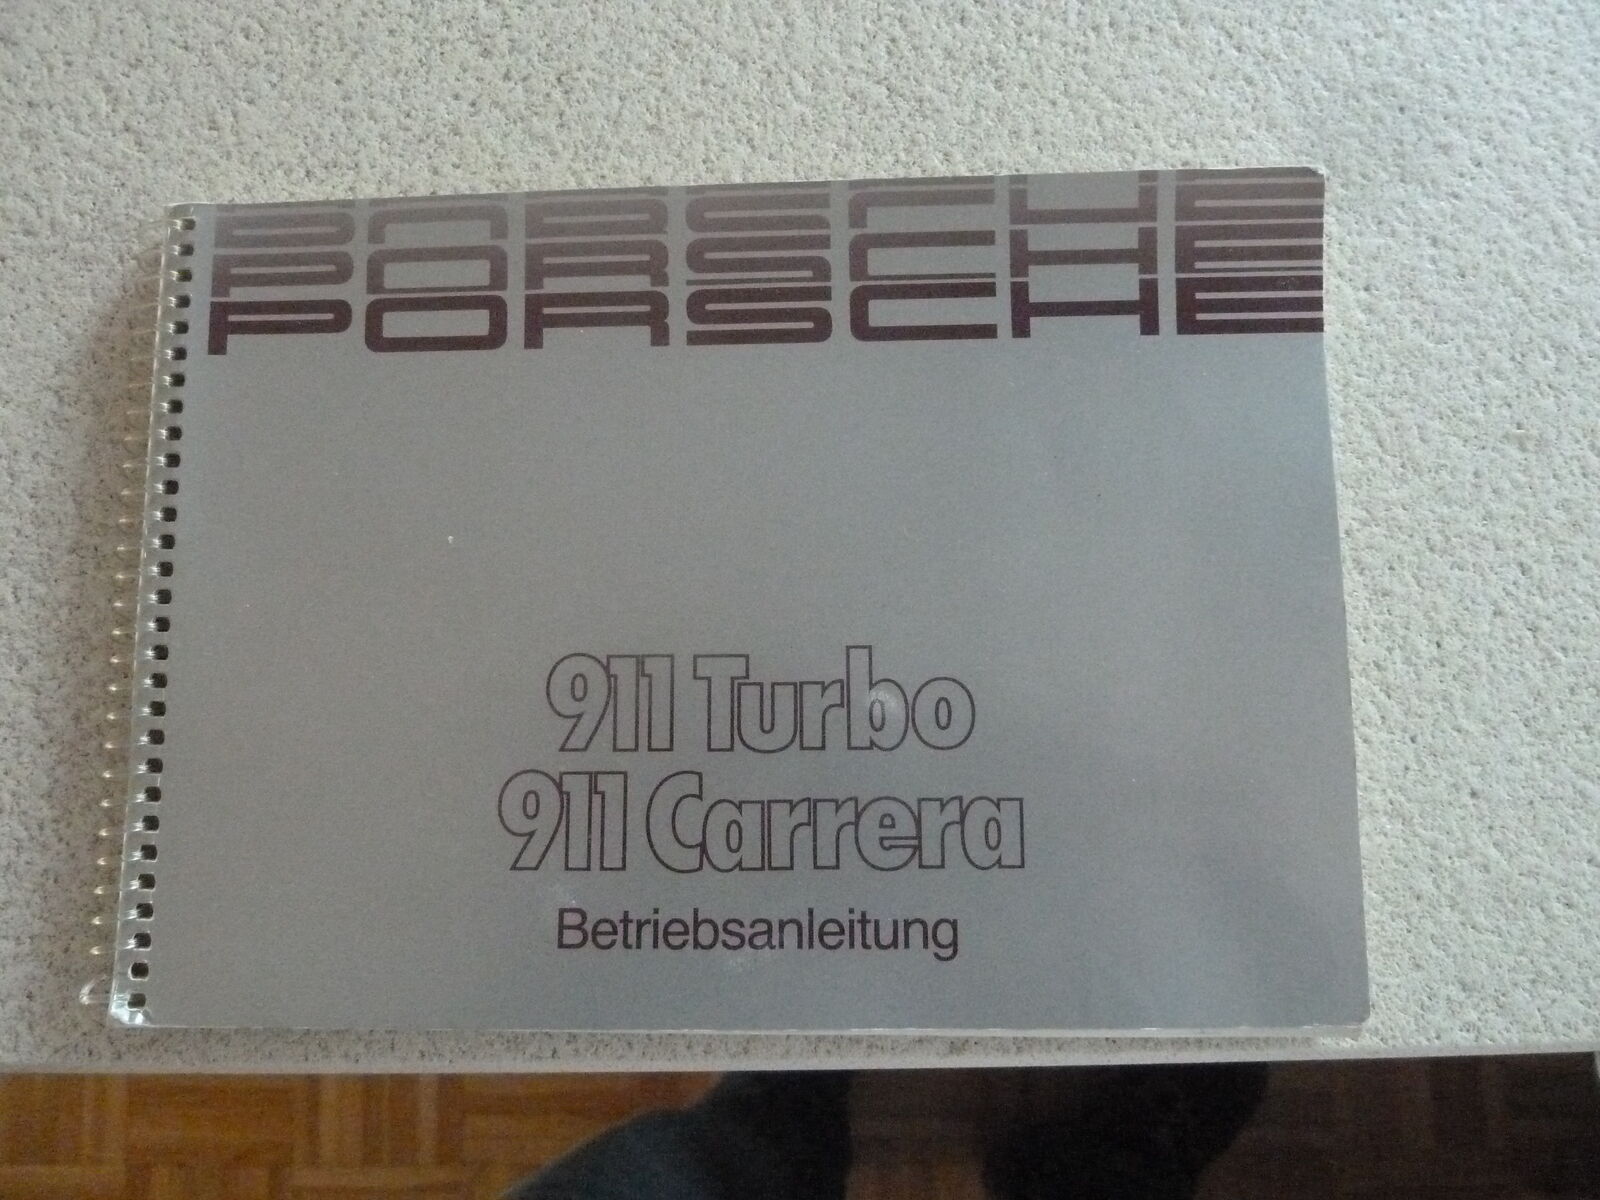 PORSCHE
PORSCHE
PORSCHE
911 Turbo
911 Carrera
Betriebsanleitung